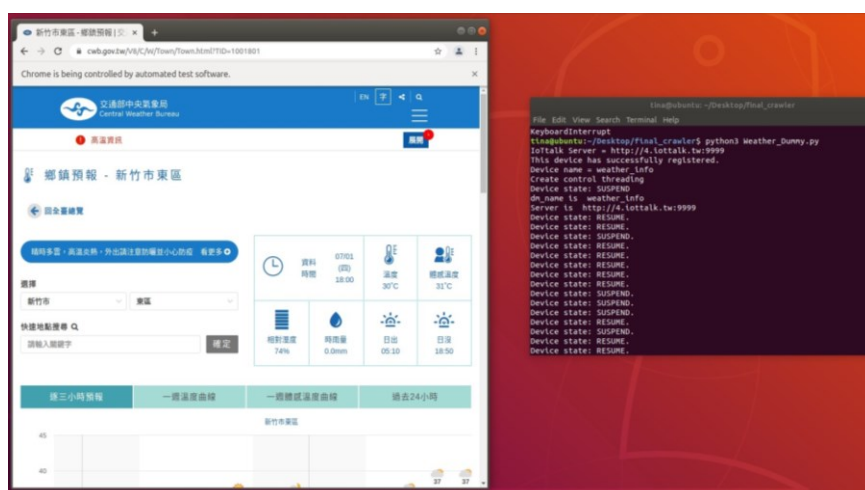 新竹市東區 - 鄉鎮預報 | 交
cwb.gov.tw/V8/C/W/Town/Town.html?TID=1001801
Chrome is being controlled by automated test software.
交通部中央氣象局
Central Weather Bureau
EN 字
高溫資訊
展開
鄉鎮預報 - 新竹市東區
回全臺總覽
晴時多雲，高溫炎熱，外出請注意防曬並小心防疫 看更多
選擇
新竹市 東區
快速地點搜尋
請輸入關鍵字 確定
資料時間 07/01 (四) 18:00
溫度 30°C
體感溫度 31°C
相對溼度 74%
時雨量 0.0mm
日出 05:10
日沒 18:50
逐三小時預報 一週溫度曲線 一週體感溫度曲線 過去24小時
新竹市東區
45
40
37 37
tina@ubuntu: ~/Desktop/final_crawler
File Edit View Search Terminal Help
KeyboardInterrupt
tina@ubuntu:~/Desktop/final_crawler$ python3 Weather_Dummy.py
IoTtalk Server = http://4.iottalk.tw:9999
This device has successfully registered.
Device name = weather_info
Create control threading
Device state: SUSPEND
dm_name is weather_info
Server is http://4.iottalk.tw:9999
Device state: RESUME.
Device state: RESUME.
Device state: SUSPEND.
Device state: RESUME.
Device state: RESUME.
Device state: RESUME.
Device state: RESUME.
Device state: RESUME.
Device state: SUSPEND.
Device state: SUSPEND.
Device state: SUSPEND.
Device state: RESUME.
Device state: SUSPEND.
Device state: RESUME.
Device state: RESUME.